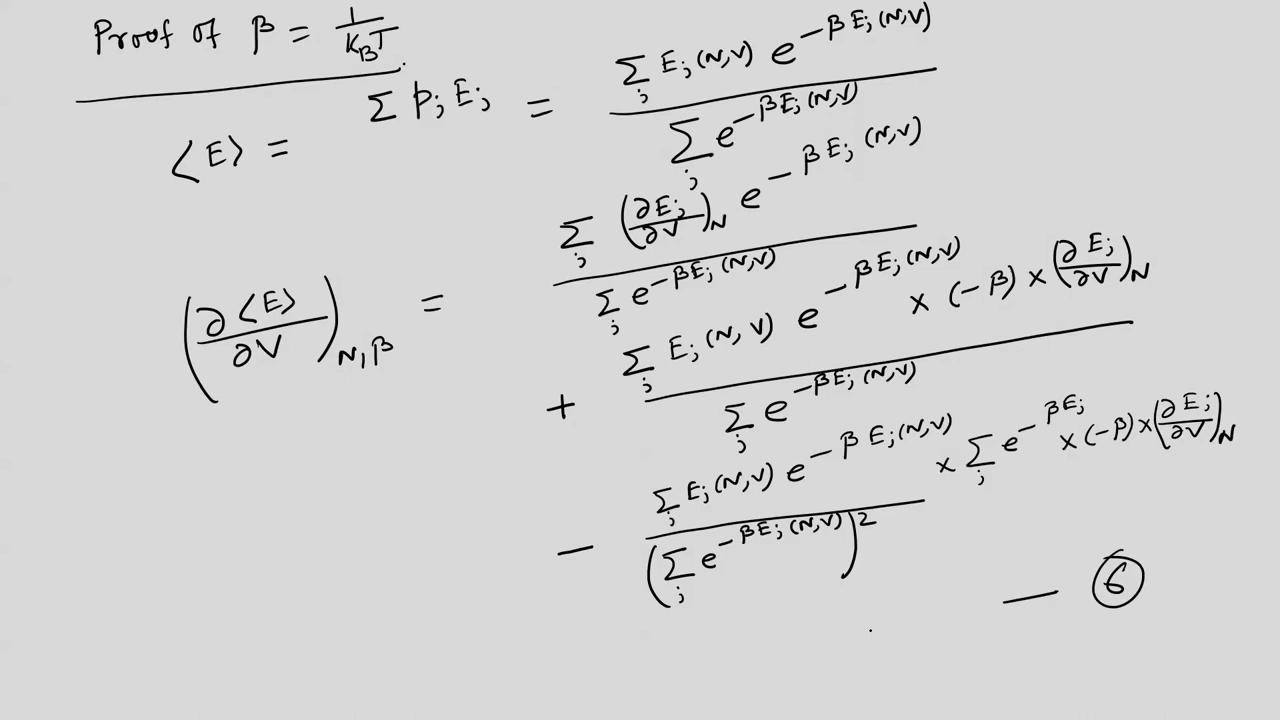 Proof of β = 1/K_BT
⟨E⟩ = Σ p_j E_j = Σ_j E_j(N,V) e^{-βE_j(N,V)} / Σ_j e^{-βE_j(N,V)}
(∂⟨E⟩/∂V)_{N,β} = Σ_j (∂E_j/∂V)_N e^{-βE_j(N,V)} / Σ_j e^{-βE_j(N,V)}
+ Σ_j E_j(N,V) e^{-βE_j(N,V)} × (-β) × (∂E_j/∂V)_N / Σ_j e^{-βE_j(N,V)}
- Σ_j E_j(N,V) e^{-βE_j(N,V)} × Σ_j e^{-βE_j} × (-β) × (∂E_j/∂V)_N / (Σ_j e^{-βE_j(N,V)})^2
— ⑥